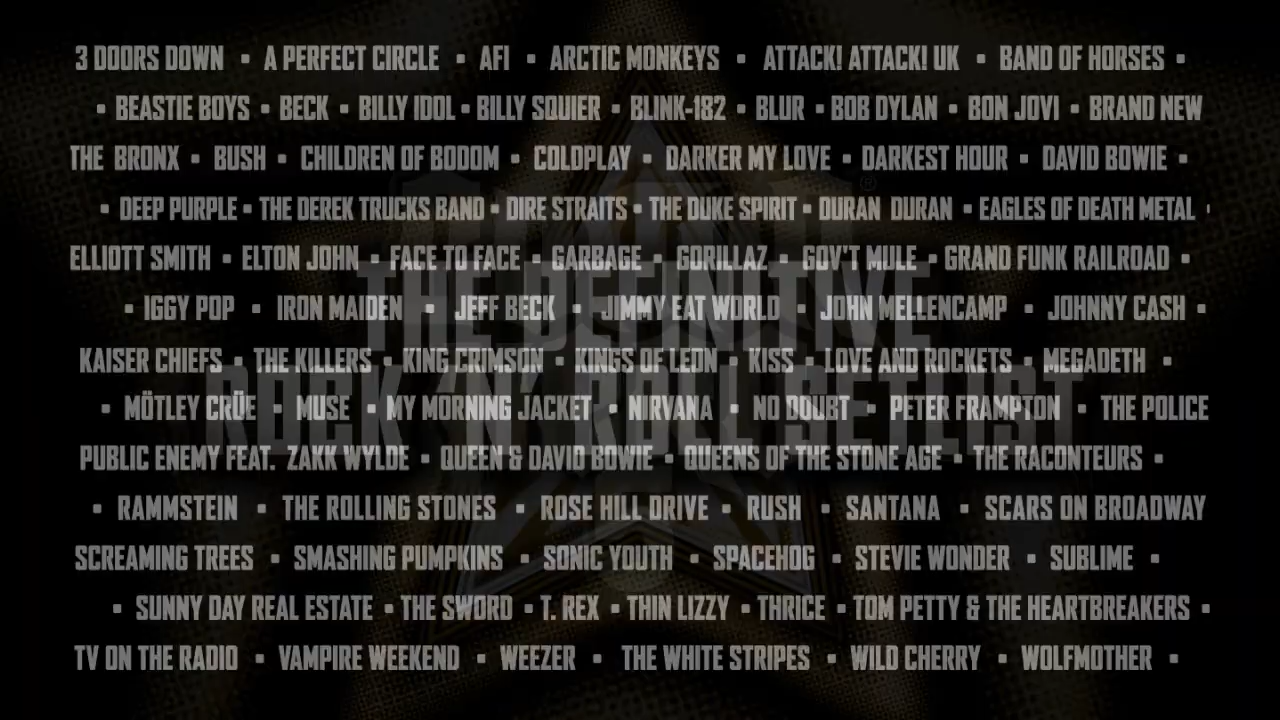 3 DOORS DOWN ▪ A PERFECT CIRCLE ▪ AFI ▪ ARCTIC MONKEYS ▪ ATTACK! ATTACK! UK ▪ BAND OF HORSES ▪
▪ BEASTIE BOYS ▪ BECK ▪ BILLY IDOL ▪ BILLY SQUIER ▪ BLINK-182 ▪ BLUR ▪ BOB DYLAN ▪ BON JOVI ▪ BRAND NEW
THE BRONX ▪ BUSH ▪ CHILDREN OF BODOM ▪ COLDPLAY ▪ DARKER MY LOVE ▪ DARKEST HOUR ▪ DAVID BOWIE ▪
▪ DEEP PURPLE ▪ THE DEREK TRUCKS BAND ▪ DIRE STRAITS ▪ THE DUKE SPIRIT ▪ DURAN DURAN ▪ EAGLES OF DEATH METAL ▪
ELLIOTT SMITH ▪ ELTON JOHN ▪ FACE TO FACE ▪ GARBAGE ▪ GORILLAZ ▪ GOV'T MULE ▪ GRAND FUNK RAILROAD ▪
THE DEFINITIVE
▪ IGGY POP ▪ IRON MAIDEN ▪ JEFF BECK ▪ JIMMY EAT WORLD ▪ JOHN MELLENCAMP ▪ JOHNNY CASH ▪
KAISER CHIEFS ▪ THE KILLERS ▪ KING CRIMSON ▪ KINGS OF LEON ▪ KISS ▪ LOVE AND ROCKETS ▪ MEGADETH ▪
▪ MÖTLEY CRÜE ▪ MUSE ▪ MY MORNING JACKET ▪ NIRVANA ▪ NO DOUBT ▪ PETER FRAMPTON ▪ THE POLICE
ROCK 'N' ROLL SETLIST
PUBLIC ENEMY FEAT. ZAKK WYLDE ▪ QUEEN & DAVID BOWIE ▪ QUEENS OF THE STONE AGE ▪ THE RACONTEURS ▪
▪ RAMMSTEIN ▪ THE ROLLING STONES ▪ ROSE HILL DRIVE ▪ RUSH ▪ SANTANA ▪ SCARS ON BROADWAY
SCREAMING TREES ▪ SMASHING PUMPKINS ▪ SONIC YOUTH ▪ SPACEHOG ▪ STEVIE WONDER ▪ SUBLIME ▪
▪ SUNNY DAY REAL ESTATE ▪ THE SWORD ▪ T. REX ▪ THIN LIZZY ▪ THRICE ▪ TOM PETTY & THE HEARTBREAKERS ▪
TV ON THE RADIO ▪ VAMPIRE WEEKEND ▪ WEEZER ▪ THE WHITE STRIPES ▪ WILD CHERRY ▪ WOLFMOTHER ▪